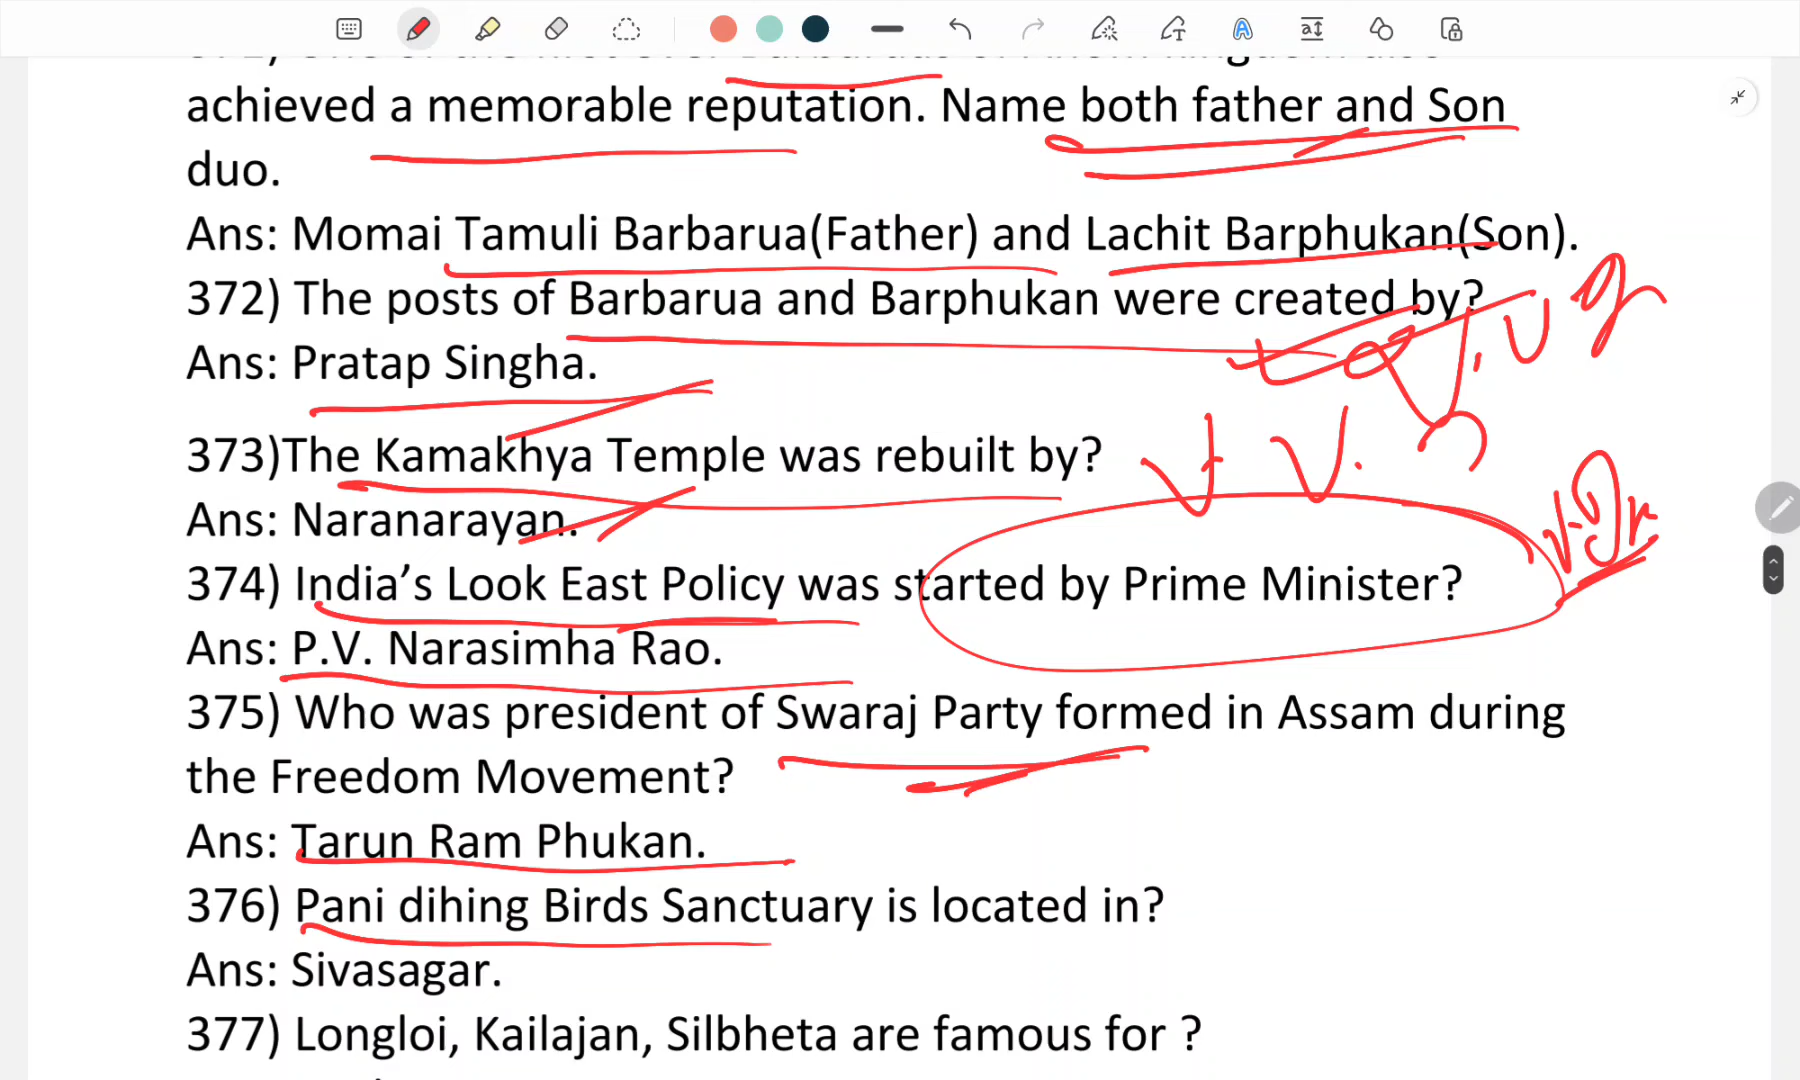 achieved a memorable reputation. Name both father and Son
duo.
Ans: Momai Tamuli Barbarua(Father) and Lachit Barphukan(Son).
372) The posts of Barbarua and Barphukan were created by?
Ans: Pratap Singha.
373)The Kamakhya Temple was rebuilt by?
Ans: Naranarayan.
374) India’s Look East Policy was started by Prime Minister?
Ans: P.V. Narasimha Rao.
375) Who was president of Swaraj Party formed in Assam during
the Freedom Movement?
Ans: Tarun Ram Phukan.
376) Pani dihing Birds Sanctuary is located in?
Ans: Sivasagar.
377) Longloi, Kailajan, Silbheta are famous for ?